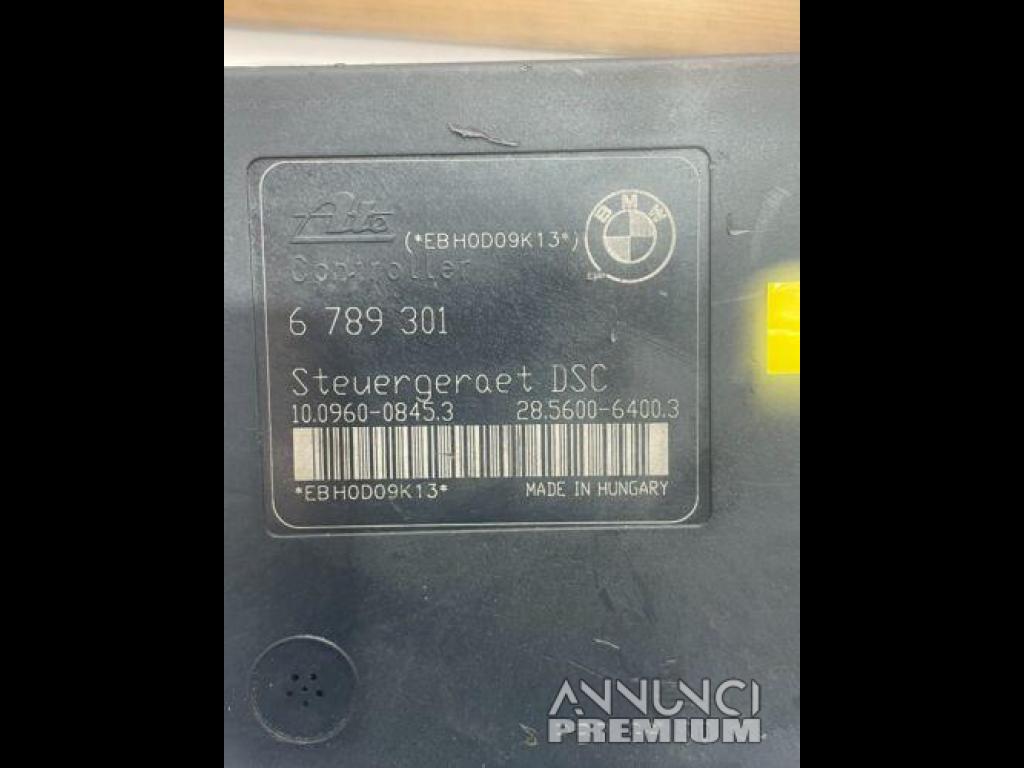 Ate
(*EBH0D09K13*)
BMW
Controller
6 789 301
Steuergeraet DSC
10.0960-0845.3 28.5600-6400.3
*EBH0D09K13* MADE IN HUNGARY
ANNUNCI
PREMIUM